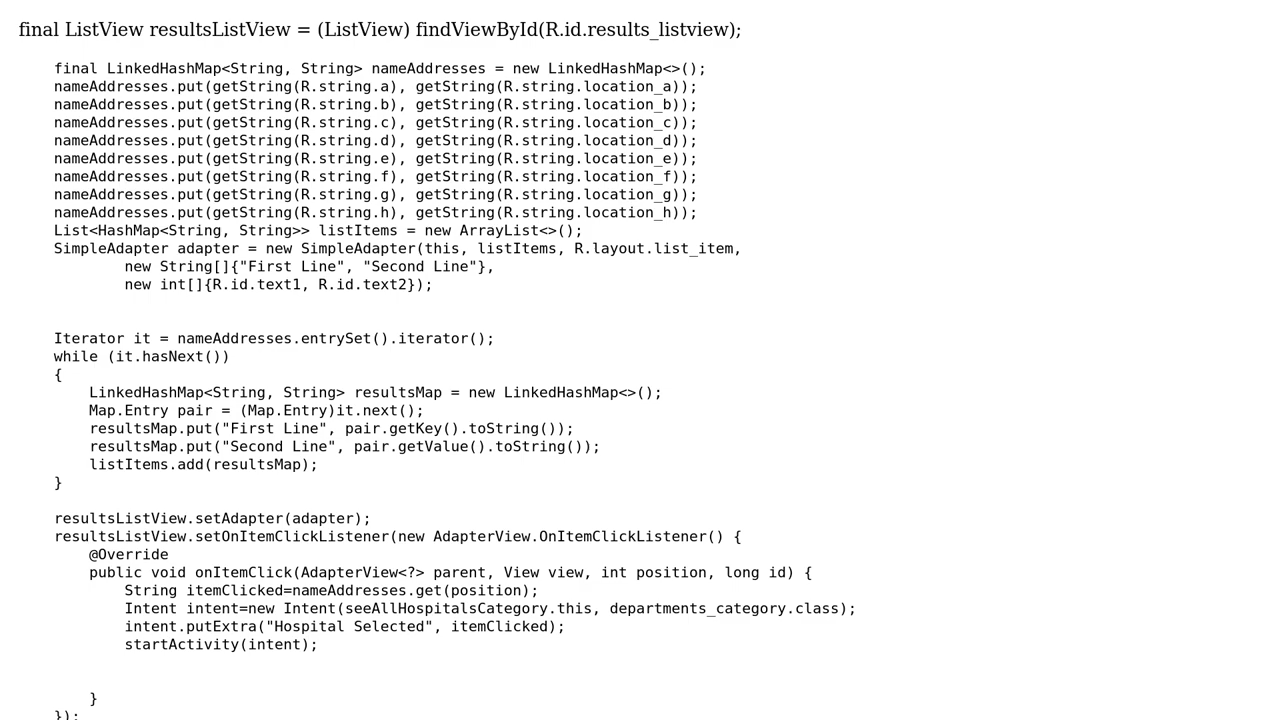 final ListView resultsListView = (ListView) findViewById(R.id.results_listview);
final LinkedHashMap<String, String> nameAddresses = new LinkedHashMap<>();
nameAddresses.put(getString(R.string.a), getString(R.string.location_a));
nameAddresses.put(getString(R.string.b), getString(R.string.location_b));
nameAddresses.put(getString(R.string.c), getString(R.string.location_c));
nameAddresses.put(getString(R.string.d), getString(R.string.location_d));
nameAddresses.put(getString(R.string.e), getString(R.string.location_e));
nameAddresses.put(getString(R.string.f), getString(R.string.location_f));
nameAddresses.put(getString(R.string.g), getString(R.string.location_g));
nameAddresses.put(getString(R.string.h), getString(R.string.location_h));
List<HashMap<String, String>> listItems = new ArrayList<>();
SimpleAdapter adapter = new SimpleAdapter(this, listItems, R.layout.list_item,
new String[]{"First Line", "Second Line"},
new int[]{R.id.text1, R.id.text2});
Iterator it = nameAddresses.entrySet().iterator();
while (it.hasNext())
{
LinkedHashMap<String, String> resultsMap = new LinkedHashMap<>();
Map.Entry pair = (Map.Entry)it.next();
resultsMap.put("First Line", pair.getKey().toString());
resultsMap.put("Second Line", pair.getValue().toString());
listItems.add(resultsMap);
}
resultsListView.setAdapter(adapter);
resultsListView.setOnItemClickListener(new AdapterView.OnItemClickListener() {
@Override
public void onItemClick(AdapterView<?> parent, View view, int position, long id) {
String itemClicked=nameAddresses.get(position);
Intent intent=new Intent(seeAllHospitalsCategory.this, departments_category.class);
intent.putExtra("Hospital Selected", itemClicked);
startActivity(intent);
}
});